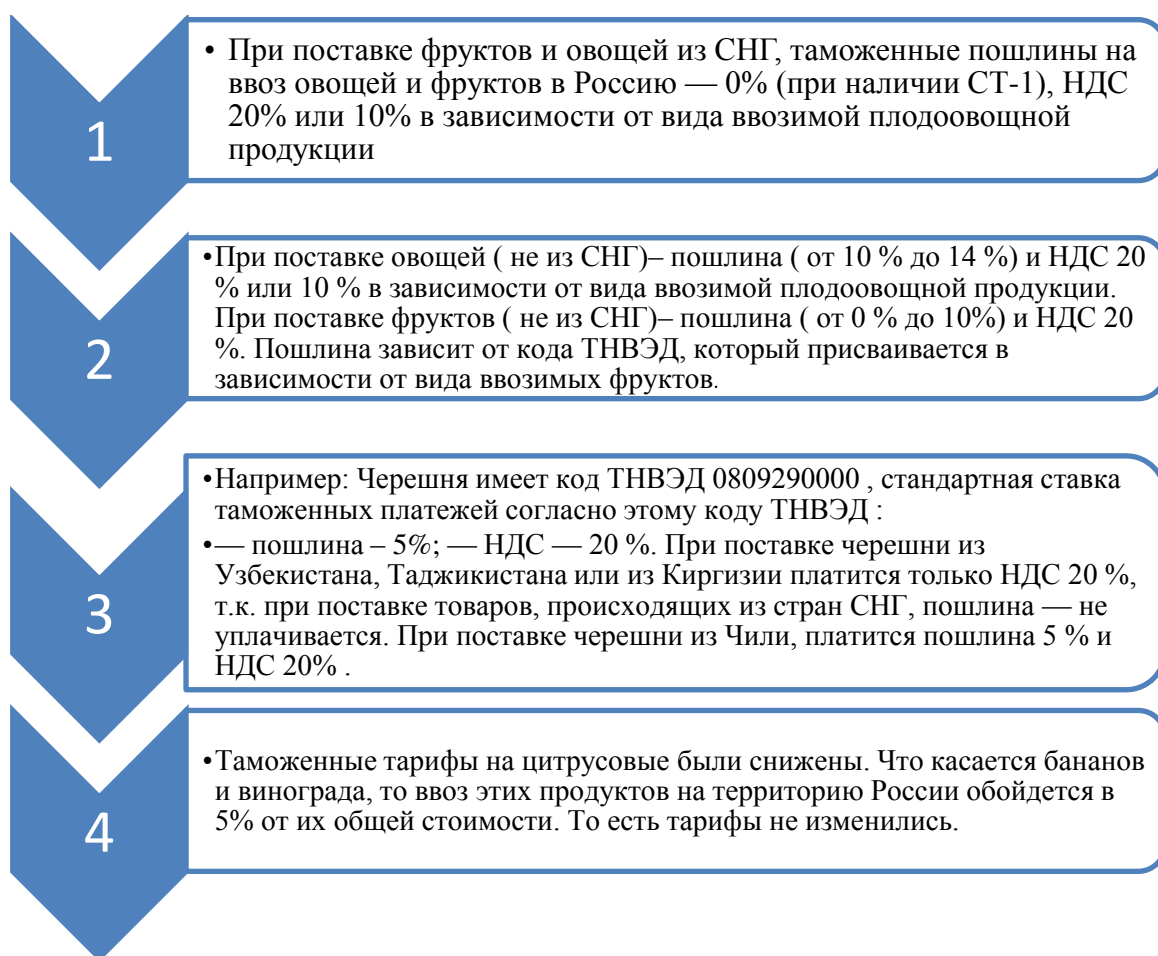 1
• При поставке фруктов и овощей из СНГ, таможенные пошлины на
ввоз овощей и фруктов в Россию — 0% (при наличии СТ-1), НДС
20% или 10% в зависимости от вида ввозимой плодоовощной
продукции
2
•При поставке овощей ( не из СНГ)– пошлина ( от 10 % до 14 %) и НДС 20
% или 10 % в зависимости от вида ввозимой плодоовощной продукции.
При поставке фруктов ( не из СНГ)– пошлина ( от 0 % до 10%) и НДС 20
%. Пошлина зависит от кода ТНВЭД, который присваивается в
зависимости от вида ввозимых фруктов.
3
•Например: Черешня имеет код ТНВЭД 0809290000 , стандартная ставка
таможенных платежей согласно этому коду ТНВЭД :
•— пошлина – 5%; — НДС — 20 %. При поставке черешни из
Узбекистана, Таджикистана или из Киргизии платится только НДС 20 %,
т.к. при поставке товаров, происходящих из стран СНГ, пошлина — не
уплачивается. При поставке черешни из Чили, платится пошлина 5 % и
НДС 20% .
4
•Таможенные тарифы на цитрусовые были снижены. Что касается бананов
и винограда, то ввоз этих продуктов на территорию России обойдется в
5% от их общей стоимости. То есть тарифы не изменились.